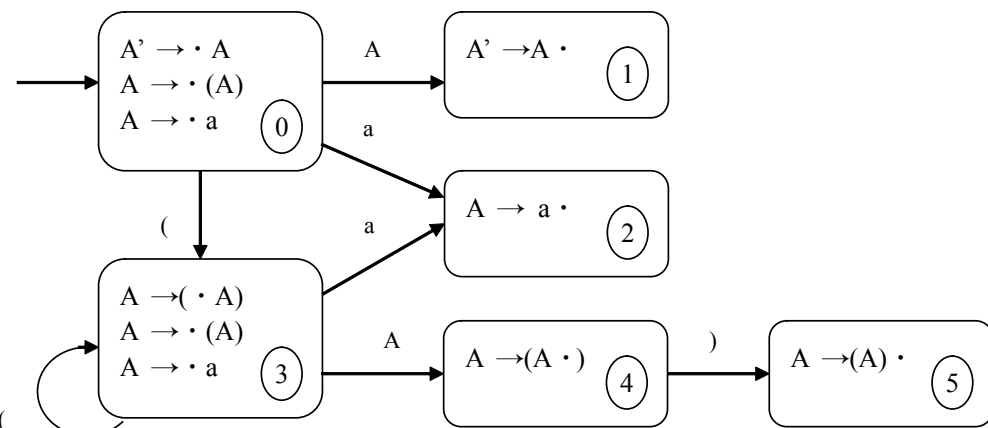 A’ → · A
A → · (A)
A → · a
0
A
A’ →A ·
1
a
(
A → a ·
2
a
A →( · A)
A → · (A)
A → · a
3
(
A
A →(A · )
4
)
A →(A) ·
5